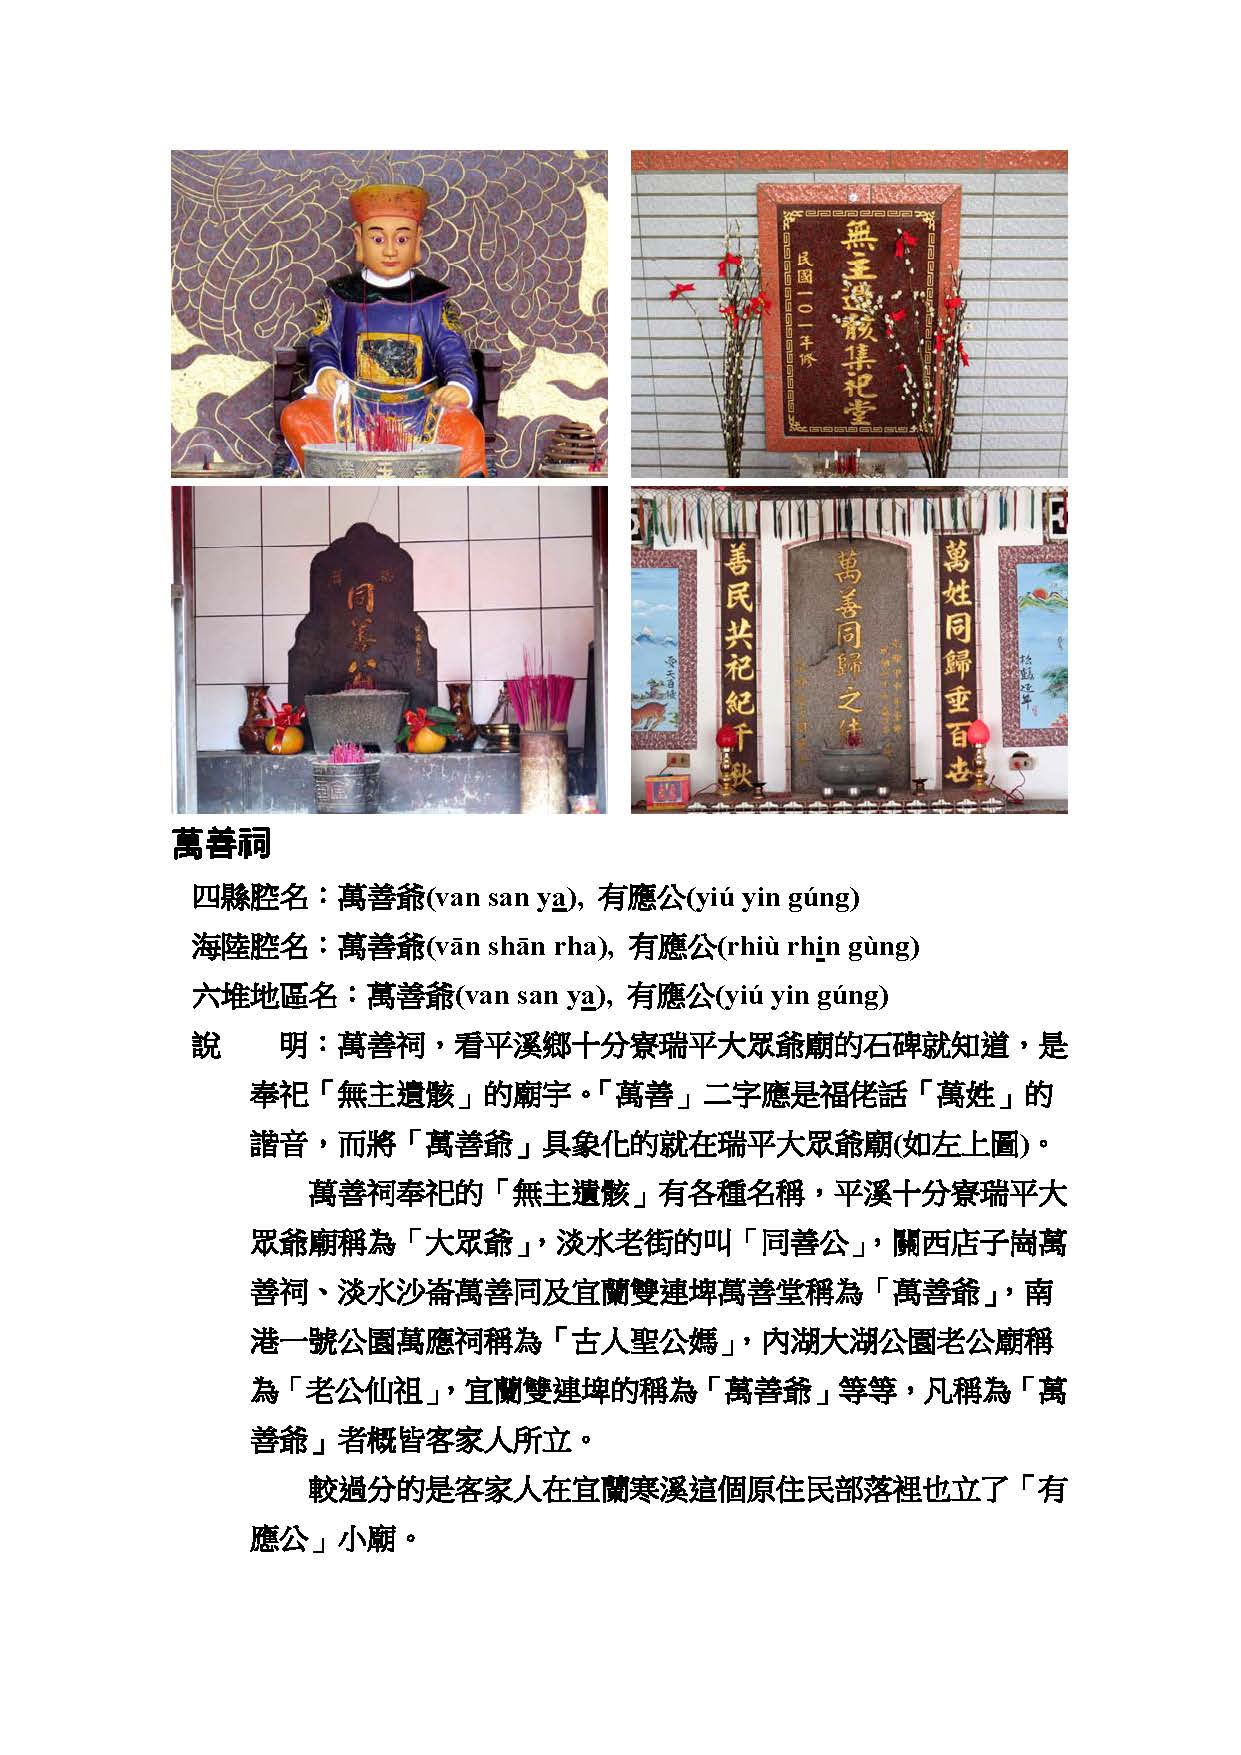 無主遺骸集祀堂
民國一〇一年修
同善公
萬姓同歸垂百古
萬善同歸之佳
善民共祀紀千秋
萬善祠
四縣腔名：萬善爺(van san ya), 有應公(yiú yin gúng)
海陸腔名：萬善爺(vān shān rha), 有應公(rhiù rhin gùng)
六堆地區名：萬善爺(van san ya), 有應公(yiú yin gúng)
說　　明：萬善祠，看平溪鄉十分寮瑞平大眾爺廟的石碑就知道，是
奉祀「無主遺骸」的廟宇。「萬善」二字應是福佬話「萬姓」的
諧音，而將「萬善爺」具象化的就在瑞平大眾爺廟(如左上圖)。
萬善祠奉祀的「無主遺骸」有各種名稱，平溪十分寮瑞平大
眾爺廟稱為「大眾爺」，淡水老街的叫「同善公」，關西店子崗萬
善祠、淡水沙崙萬善同及宜蘭雙連埤萬善堂稱為「萬善爺」，南
港一號公園萬應祠稱為「古人聖公媽」，內湖大湖公園老公廟稱
為「老公仙祖」，宜蘭雙連埤的稱為「萬善爺」等等，凡稱為「萬
善爺」者概皆客家人所立。
較過分的是客家人在宜蘭寒溪這個原住民部落裡也立了「有
應公」小廟。